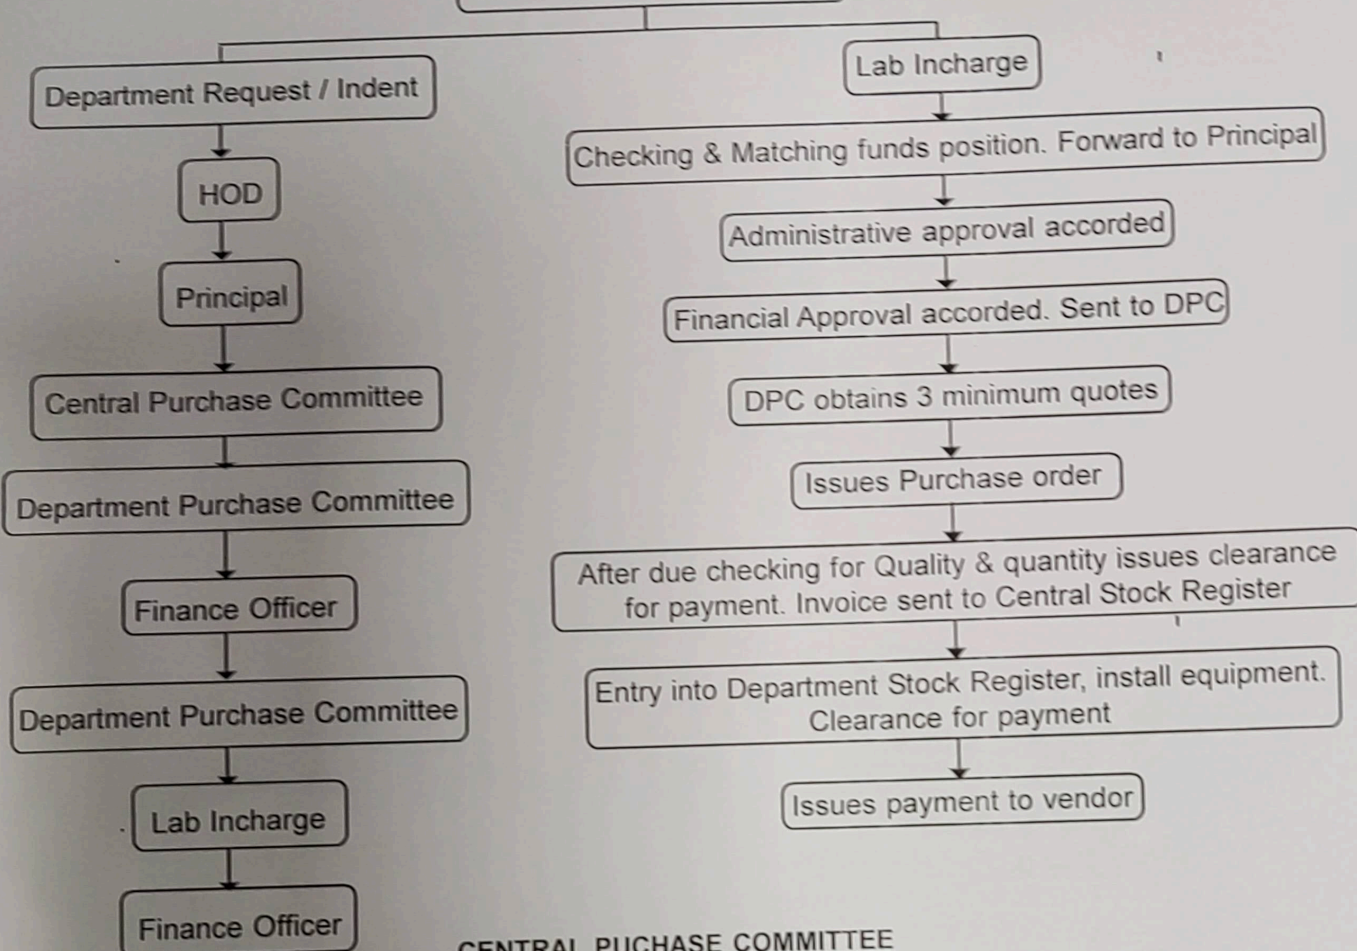 Department Request / Indent
HOD
Principal
Central Purchase Committee
Department Purchase Committee
Finance Officer
Department Purchase Committee
Lab Incharge
Finance Officer
Lab Incharge
Checking & Matching funds position. Forward to Principal
Administrative approval accorded
Financial Approval accorded. Sent to DPC
DPC obtains 3 minimum quotes
Issues Purchase order
After due checking for Quality & quantity issues clearance
for payment. Invoice sent to Central Stock Register
Entry into Department Stock Register, install equipment.
Clearance for payment
Issues payment to vendor
CENTRAL PUCHASE COMMITTEE